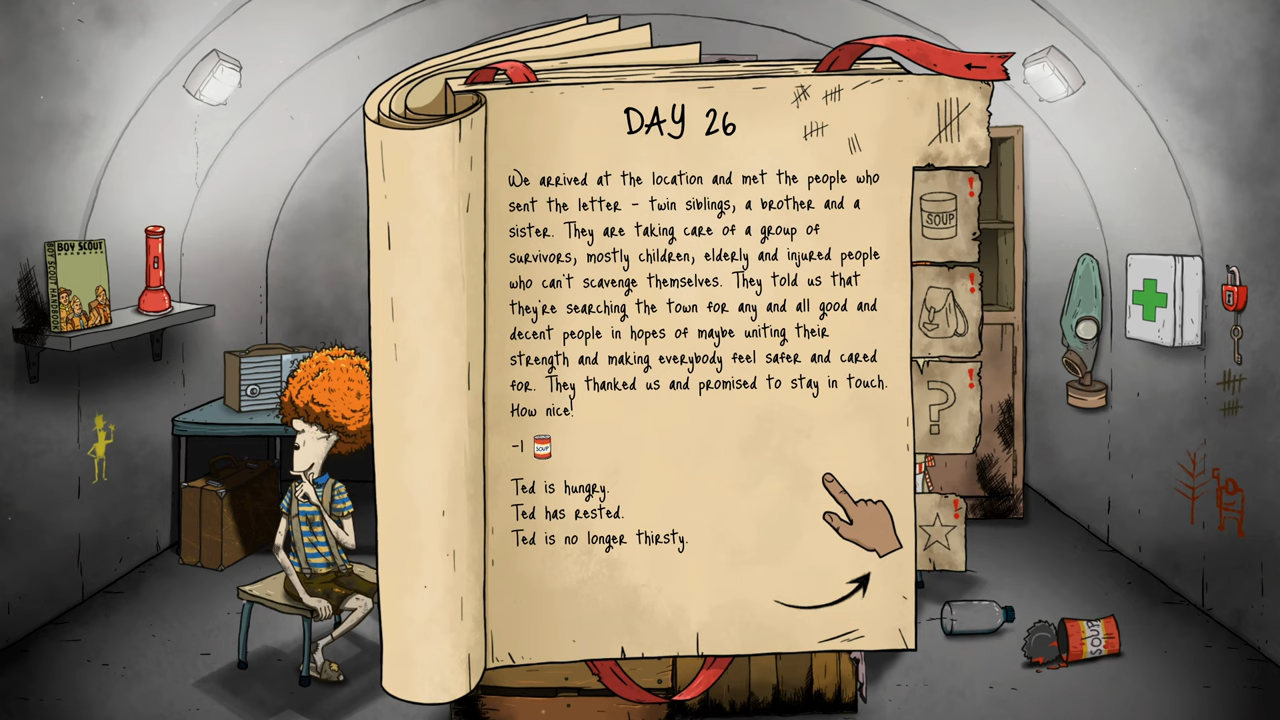 DAY 26
We arrived at the location and met the people who
sent the letter - twin siblings, a brother and a
sister. They are taking care of a group of
survivors, mostly children, elderly and injured people
who can't scavenge themselves. They told us that
they're searching the town for any and all good and
decent people in hopes of maybe uniting their
strength and making everybody feel safer and cared
for. They thanked us and promised to stay in touch.
How nice!
-1 SOUP
Ted is hungry.
Ted has rested.
Ted is no longer thirsty.
SOUP
!
!
?
!
!
BOY SCOUT
BOY SCOUT HANDBOOK
SOUP